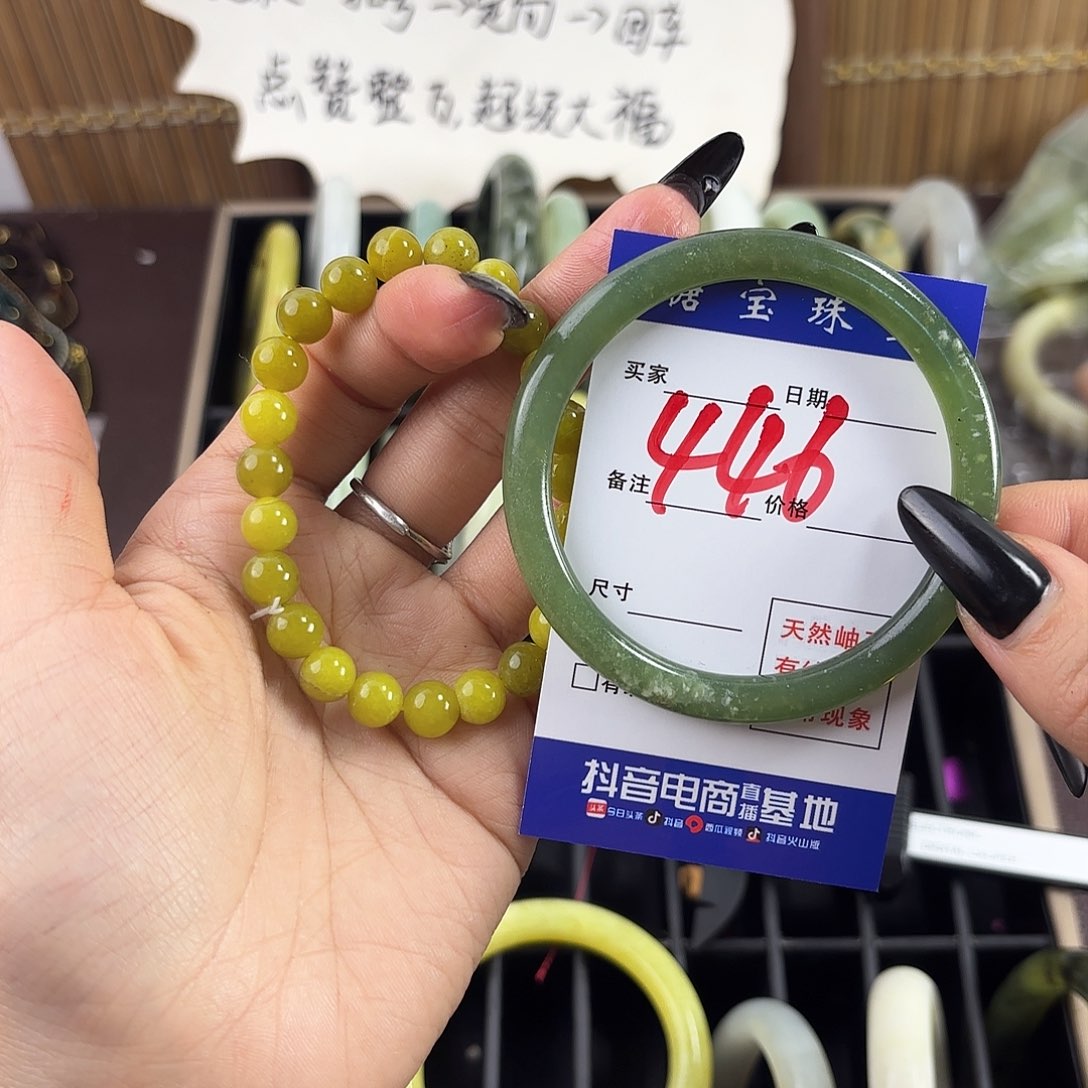 点赞整百,超级大福
宝珠
买家
日期
446
备注
价格
尺寸
天然岫
有
现象
抖音电商直播基地
今日头条 抖音 西瓜视频 抖音火山版